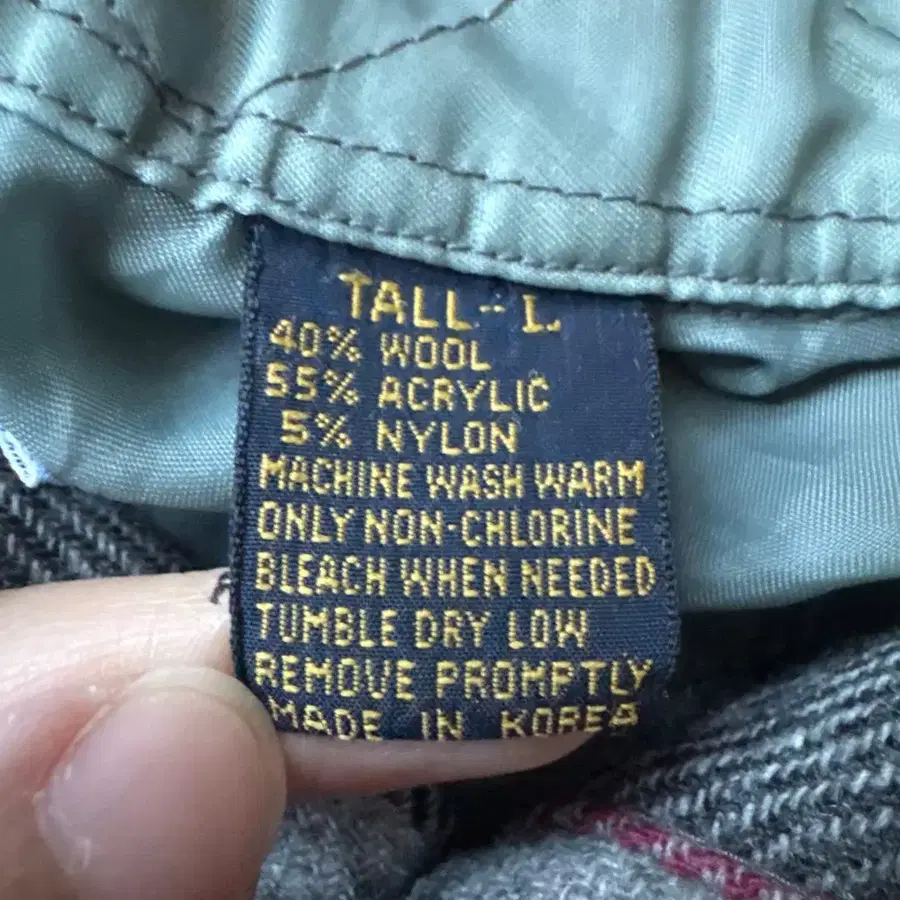 TALL-L
40% WOOL
55% ACRYLIC
5% NYLON
MACHINE WASH WARM
ONLY NON-CHLORINE
BLEACH WHEN NEEDED
TUMBLE DRY LOW
REMOVE PROMPTLY
MADE IN KOREA